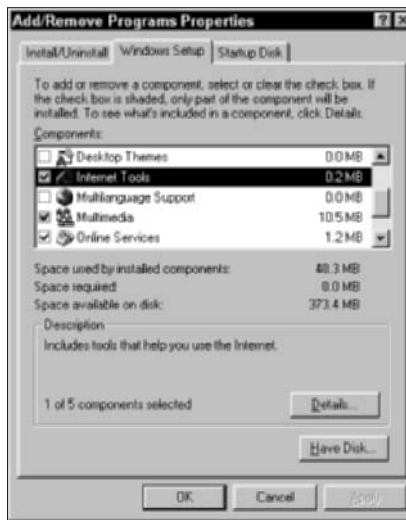 Add/Remove Programs Properties
Install/Uninstall Windows Setup Startup Disk
To add or remove a component, select or clear the check box. If
the check box is shaded, only part of the component will be
installed. To see what's included in a component, click Details.
Components:
Desktop Themes 0.0 MB
Internet Tools 0.2 MB
Multilanguage Support 0.0 MB
Multimedia 10.5 MB
Online Services 1.2 MB
Space used by installed components: 40.3 MB
Space required: 0.0 MB
Space available on disk: 373.4 MB
Description
Includes tools that help you use the Internet.
1 of 5 components selected
Details...
Have Disk...
OK Cancel Apply